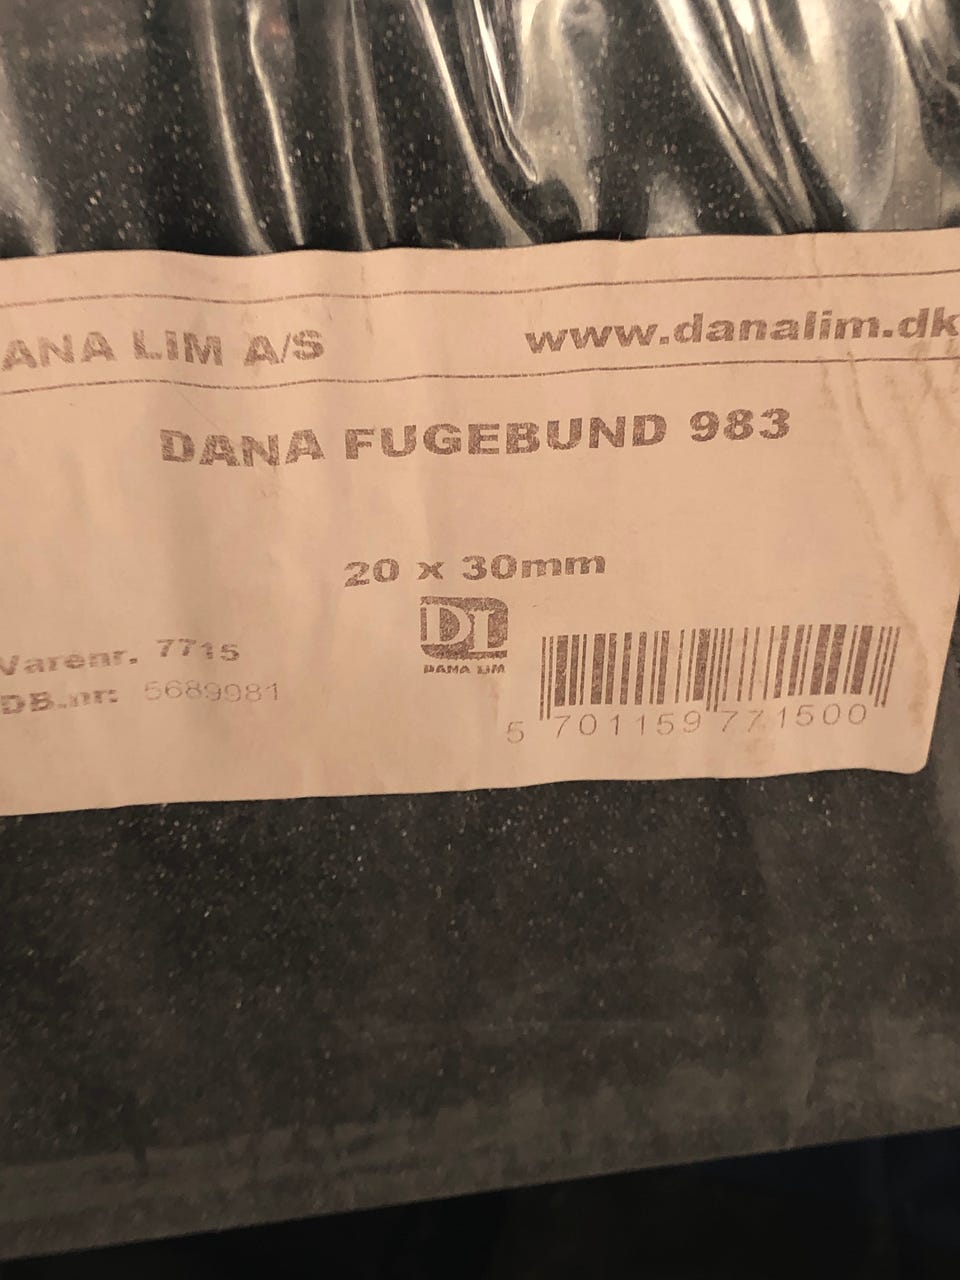 ANA LIM A/S www.danalim.dk
DANA FUGEBUND 983
20 x 30mm
DL
DANA LIM
Varenr. 7715
DB.nr: 5689981
5 701159 771500